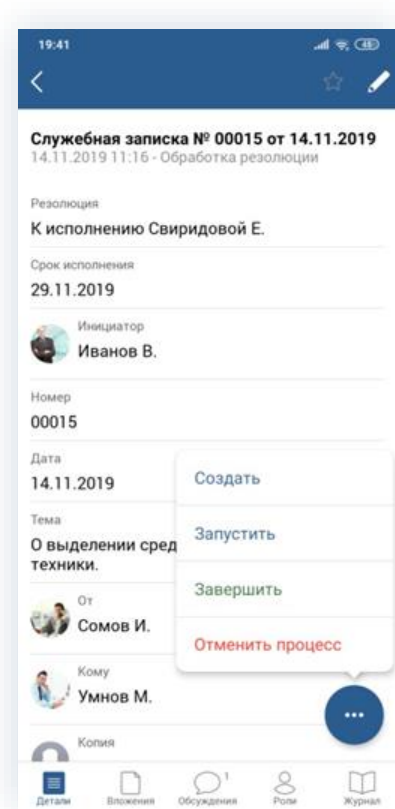 19:41
48
Служебная записка № 00015 от 14.11.2019
14.11.2019 11:16 - Обработка резолюции
Резолюция
К исполнению Свиридовой Е.
Срок исполнения
29.11.2019
Инициатор
Иванов В.
Номер
00015
Дата
14.11.2019
Тема
О выделении сред
техники.
От
Сомов И.
Кому
Умнов М.
Копия
Создать
Запустить
Завершить
Отменить процесс
Детали
Вложения
Обсуждения 1
Роли
Журнал